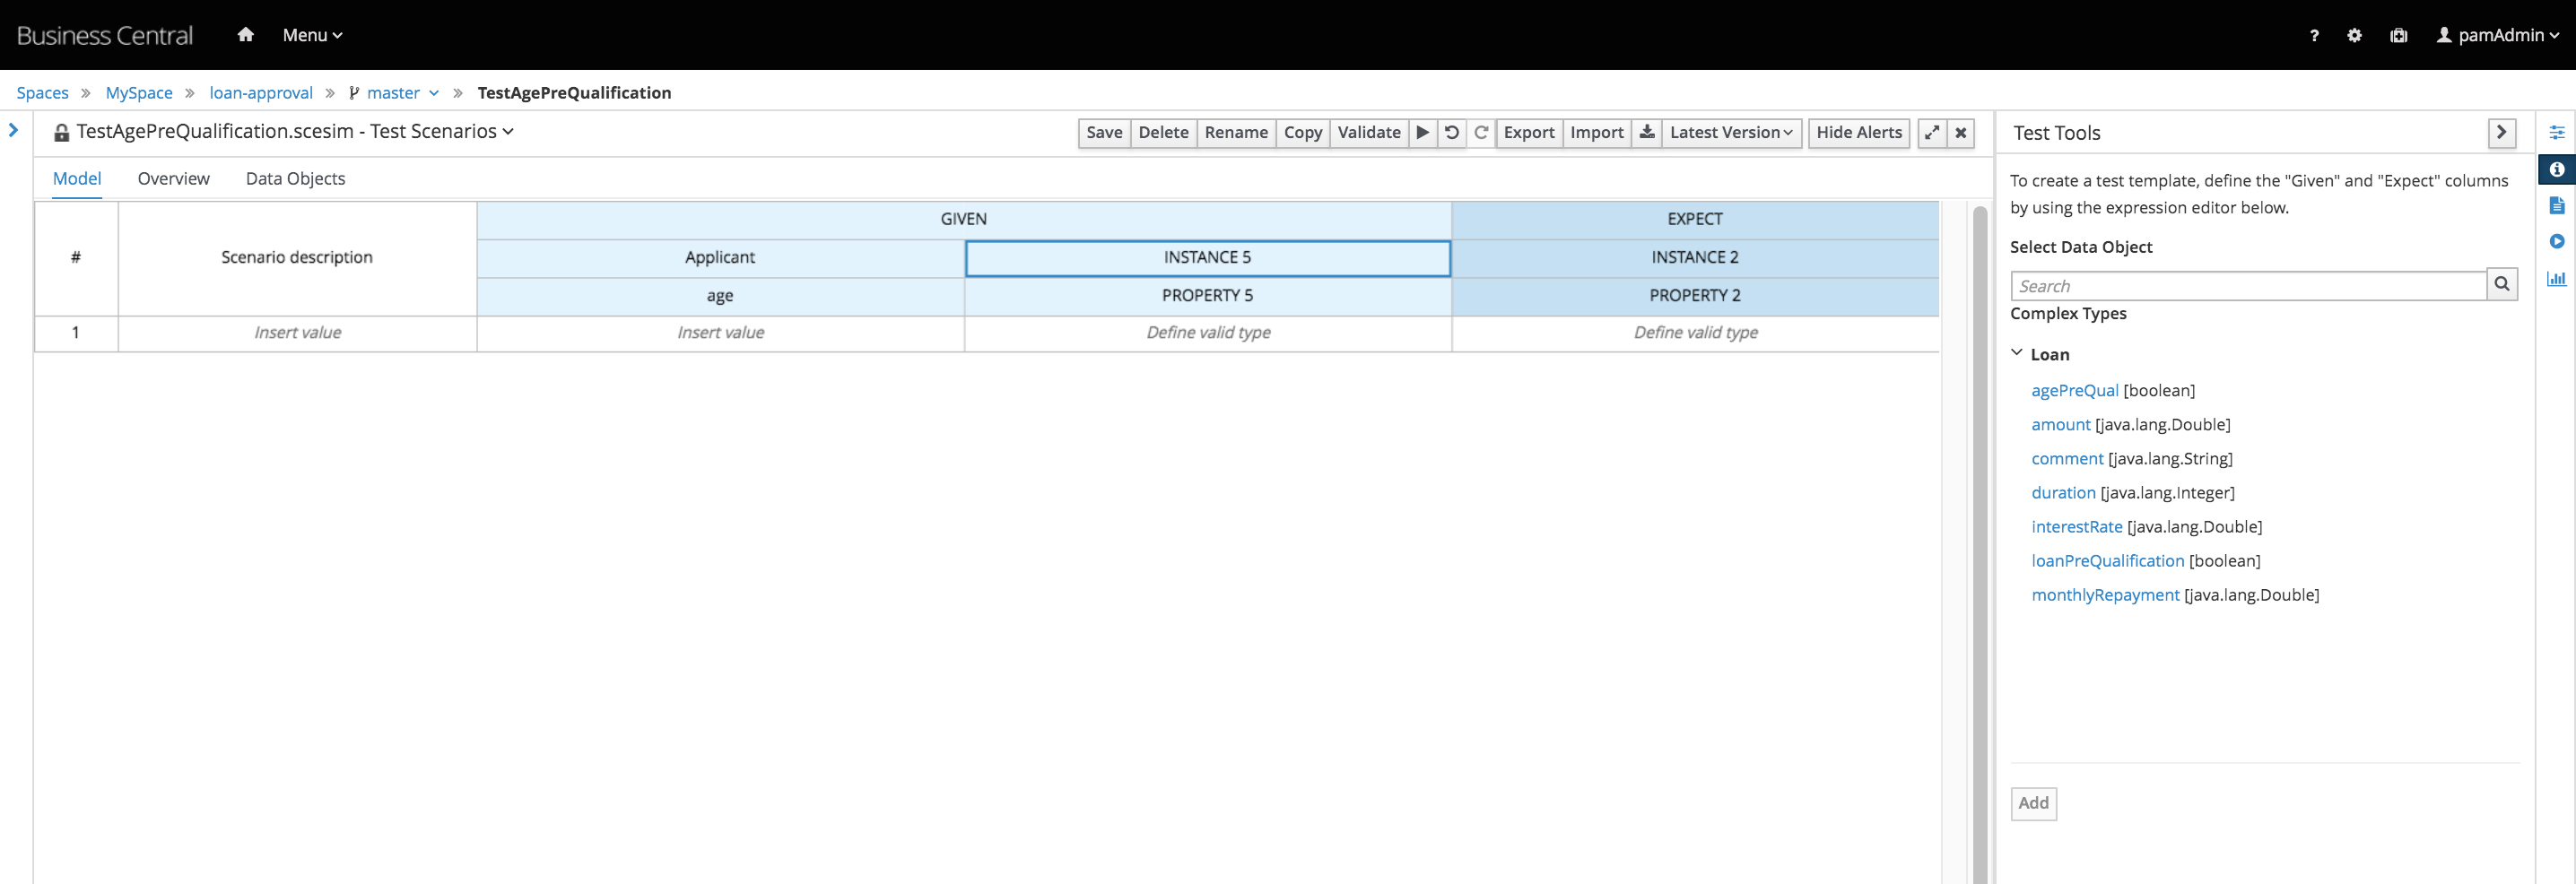 Business Central Menu ? pamAdmin
Spaces » MySpace » loan-approval » master » TestAgePreQualification
TestAgePreQualification.scesim - Test Scenarios
Save Delete Rename Copy Validate Export Import Latest Version Hide Alerts
Model Overview Data Objects
# Scenario description GIVEN EXPECT
Applicant INSTANCE 5 INSTANCE 2
age PROPERTY 5 PROPERTY 2
1 Insert value Insert value Define valid type Define valid type
Test Tools
To create a test template, define the "Given" and "Expect" columns
by using the expression editor below.
Select Data Object
Search
Complex Types
Loan
agePreQual [boolean]
amount [java.lang.Double]
comment [java.lang.String]
duration [java.lang.Integer]
interestRate [java.lang.Double]
loanPreQualification [boolean]
monthlyRepayment [java.lang.Double]
Add